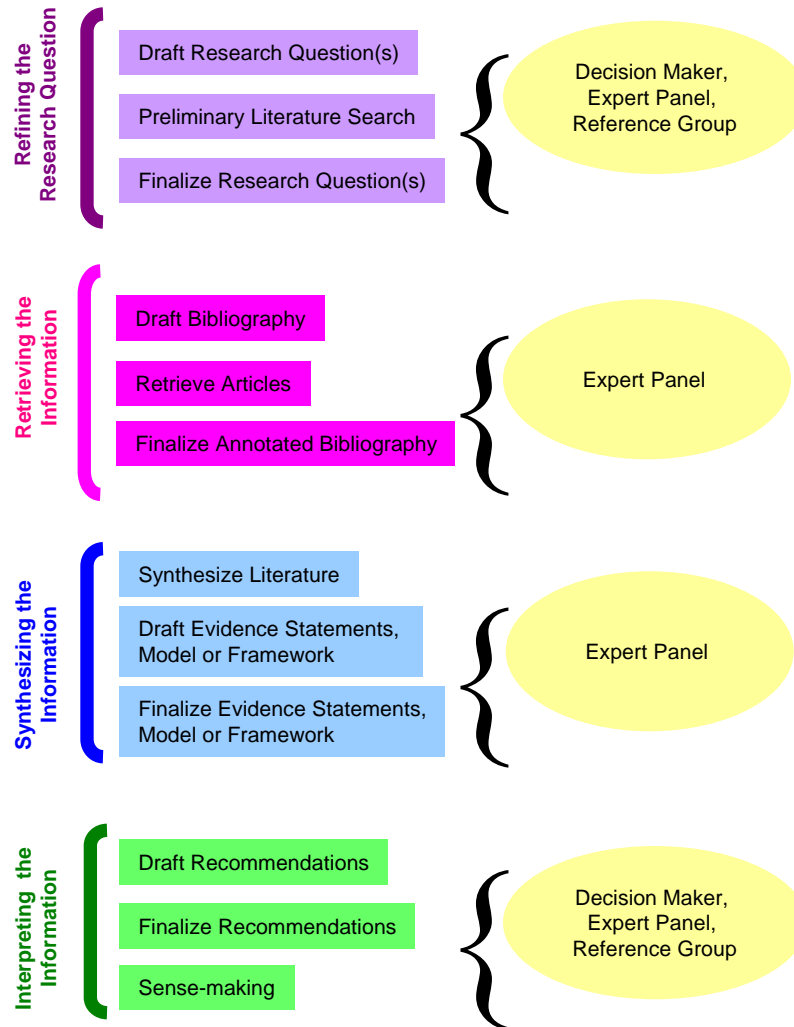 Refining the
Research Question
Draft Research Question(s)
Preliminary Literature Search
Finalize Research Question(s)
Decision Maker,
Expert Panel,
Reference Group
Retrieving the
Information
Draft Bibliography
Retrieve Articles
Finalize Annotated Bibliography
Expert Panel
Synthesizing the
Information
Synthesize Literature
Draft Evidence Statements,
Model or Framework
Finalize Evidence Statements,
Model or Framework
Expert Panel
Interpreting the
Information
Draft Recommendations
Finalize Recommendations
Sense-making
Decision Maker,
Expert Panel,
Reference Group